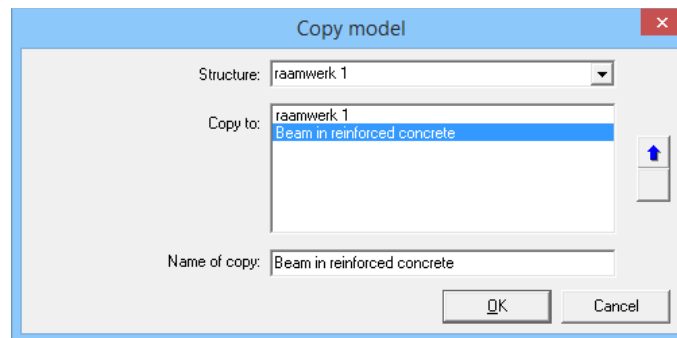 Copy model
Structure: raamwerk 1
Copy to: raamwerk 1
Beam in reinforced concrete
Name of copy: Beam in reinforced concrete
OK Cancel